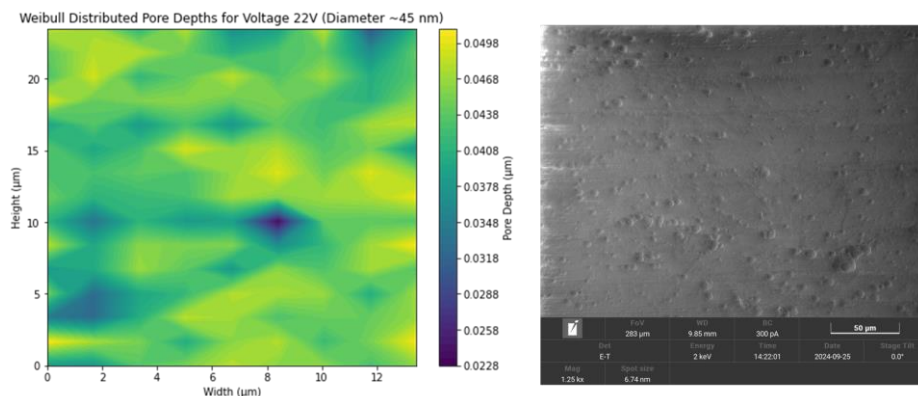 Weibull Distributed Pore Depths for Voltage 22V (Diameter ~45 nm)
20
15
10
5
0
Height (μm)
0 2 4 6 8 10 12
Width (μm)
0.0498
0.0468
0.0438
0.0408
0.0378
0.0348
0.0318
0.0288
0.0258
0.0228
Pore Depth (μm)
FoV WD BC
283 μm 9.85 mm 300 pA 50 μm
Det Energy Time Date Stage Tilt
E-T 2 keV 14:22:01 2024-09-25 0.0°
Mag Spot size
1.25 kx 6.74 nm